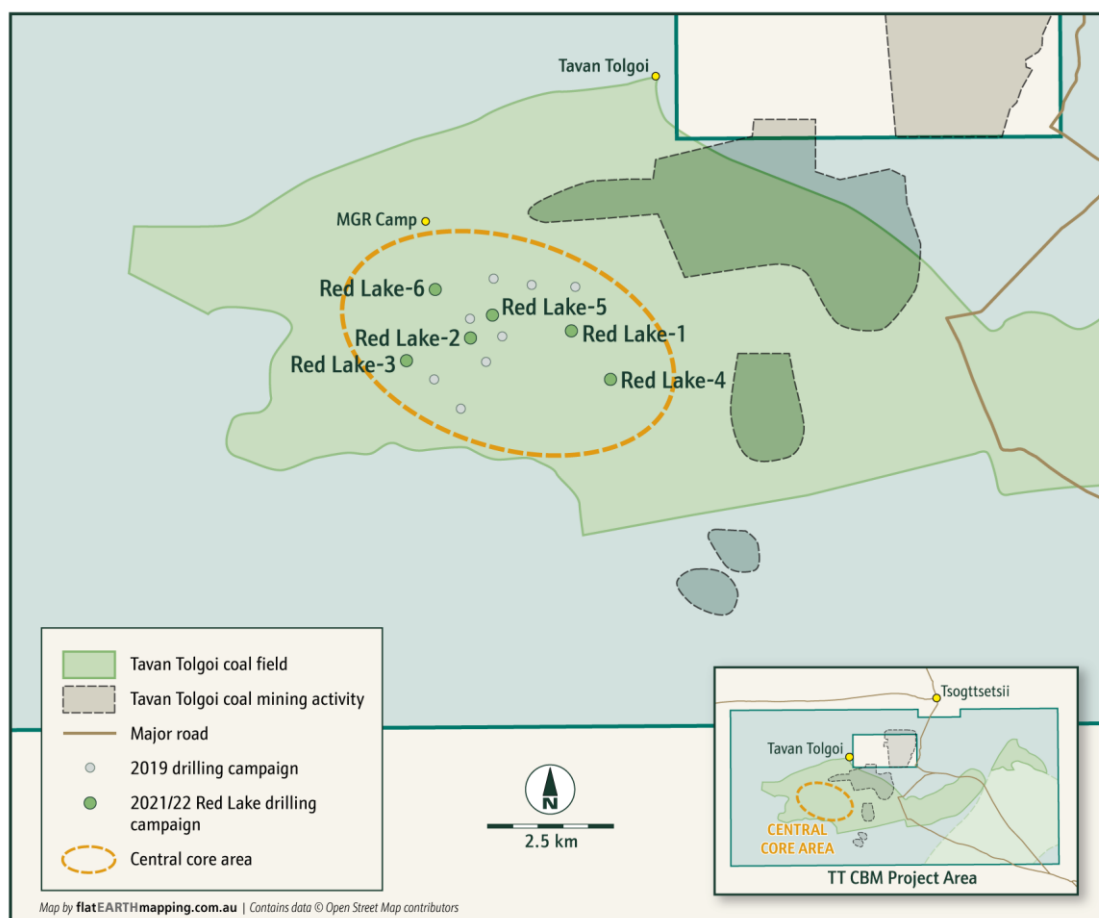 Tavan Tolgoi
MGR Camp
Red Lake-6
Red Lake-5
Red Lake-2
Red Lake-1
Red Lake-3
Red Lake-4
Tavan Tolgoi coal field
Tavan Tolgoi coal mining activity
Major road
2019 drilling campaign
2021/22 Red Lake drilling
campaign
Central core area
N
2.5 km
Tsogttsetsii
Tavan Tolgoi
CENTRAL
CORE AREA
TT CBM Project Area
Map by flatEARTHmapping.com.au | Contains data © Open Street Map contributors